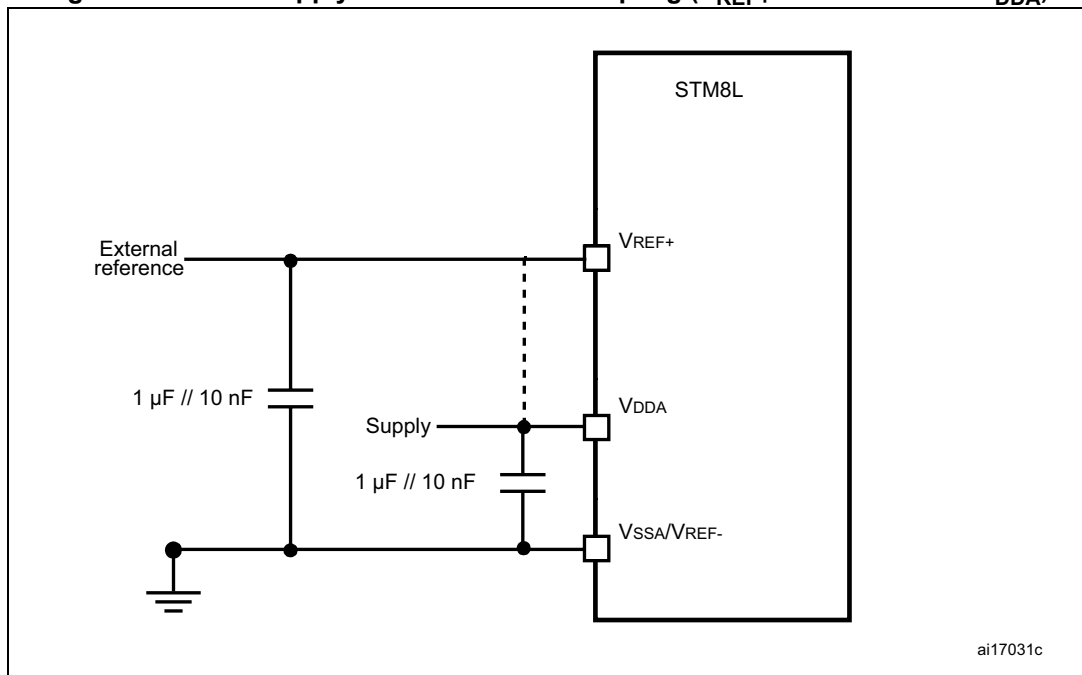 STM8L
VREF+
External
reference
1 µF // 10 nF
VDDA
Supply
1 µF // 10 nF
VSSA/VREF-
ai17031c